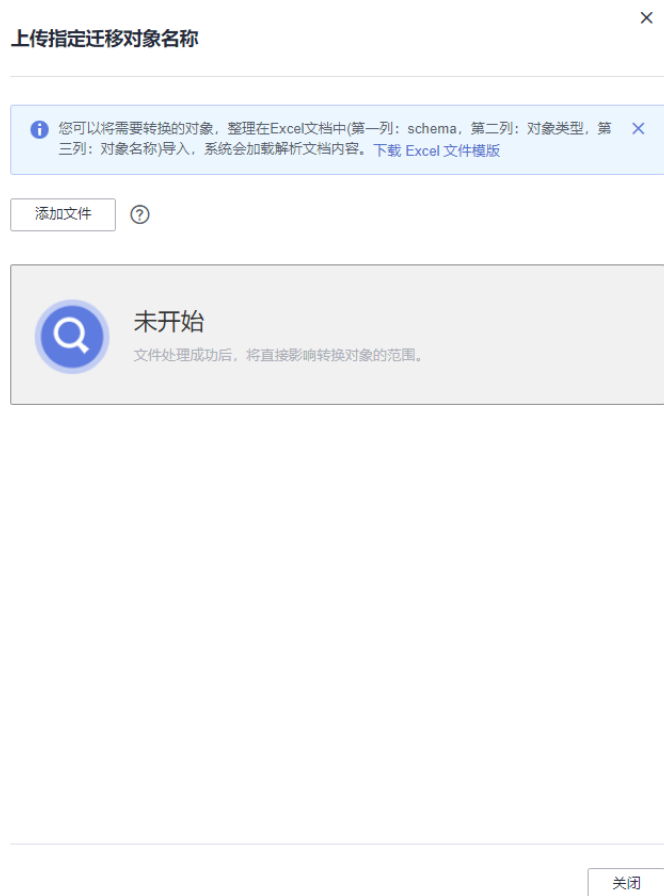 上传指定迁移对象名称
您可以将需要转换的对象，整理在Excel文档中(第一列：schema，第二列：对象类型，第
三列：对象名称)导入，系统会加载解析文档内容。下载 Excel 文件模版
添加文件
未开始
文件处理成功后，将直接影响转换对象的范围。
关闭